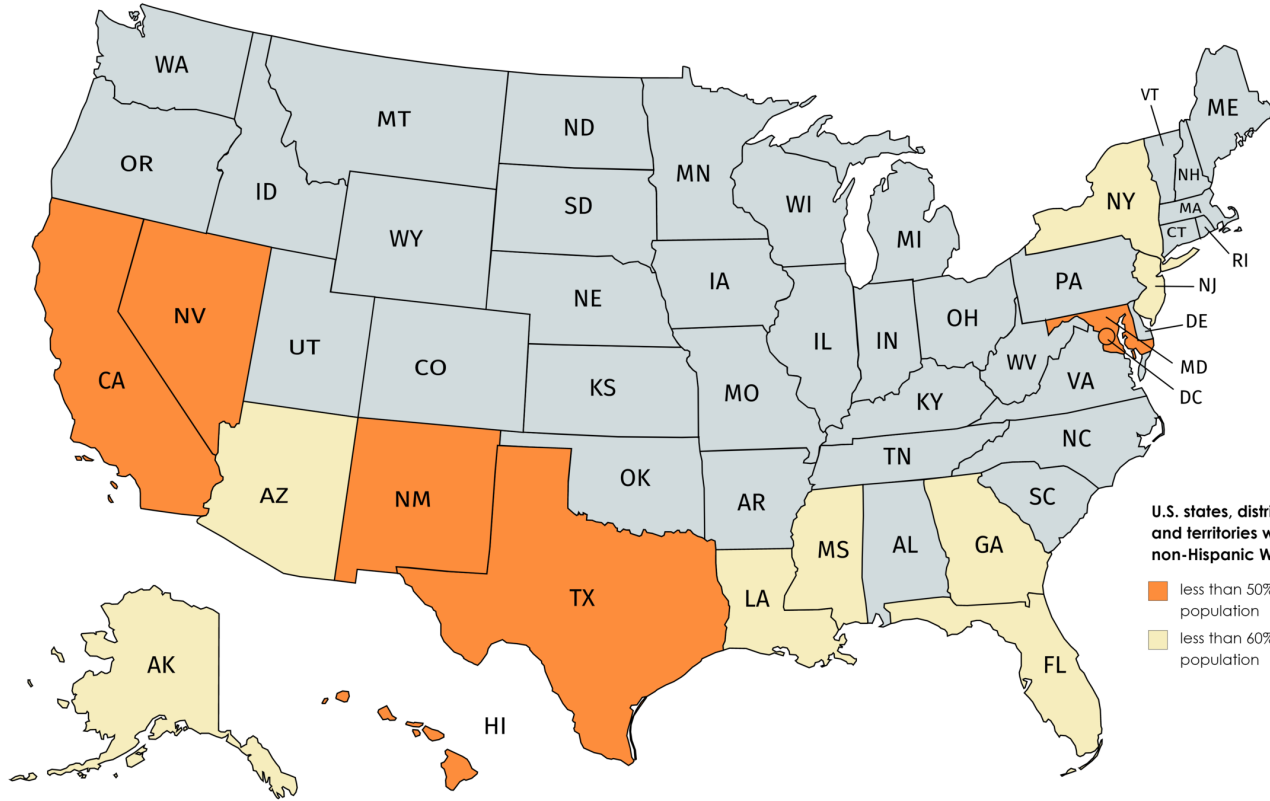 WA
MT
ND
MN
VT
ME
OR
ID
SD
WI
NH
NY
MA
WY
MI
CT
RI
IA
PA
NJ
NE
OH
NV
IL
IN
DE
UT
CO
WV
MD
CA
KS
MO
VA
DC
KY
NC
TN
OK
AZ
NM
AR
SC
MS
AL
GA
TX
LA
AK
FL
HI
U.S. states, distri
and territories w
non-Hispanic W
less than 50%
population
less than 60%
population